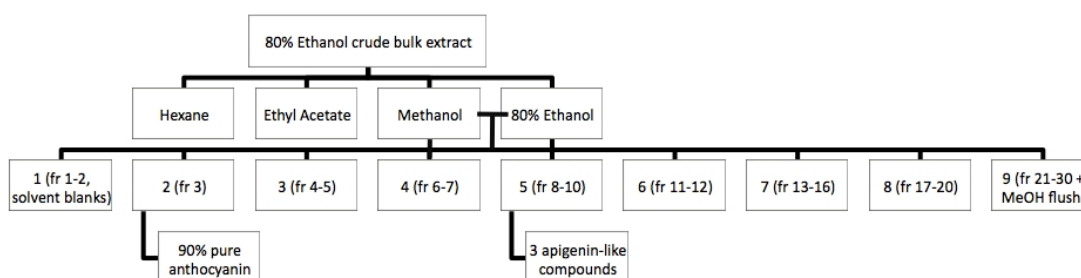 80% Ethanol crude bulk extract
Hexane
Ethyl Acetate
Methanol
80% Ethanol
1 (fr 1-2,
solvent blanks)
2 (fr 3)
3 (fr 4-5)
4 (fr 6-7)
5 (fr 8-10)
6 (fr 11-12)
7 (fr 13-16)
8 (fr 17-20)
9 (fr 21-30 +
MeOH flush
90% pure
anthocyanin
3 apigenin-like
compounds